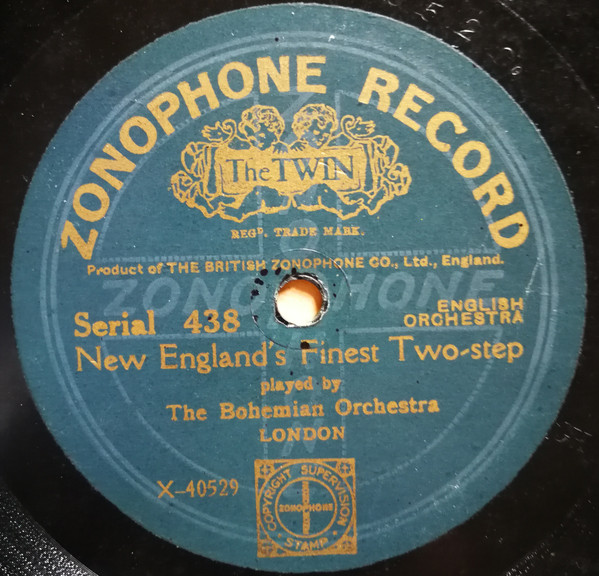 ZONOPHONE RECORD
The TWIN
REGD. TRADE MARK.
Product of THE BRITISH ZONOPHONE CO., Ltd., England.
ZONOPHONE
Serial 438
ENGLISH
ORCHESTRA
New England's Finest Two-step
played by
The Bohemian Orchestra
LONDON
X-40529
COPYRIGHT SUPERVISION
ZONOPHONE
STAMP